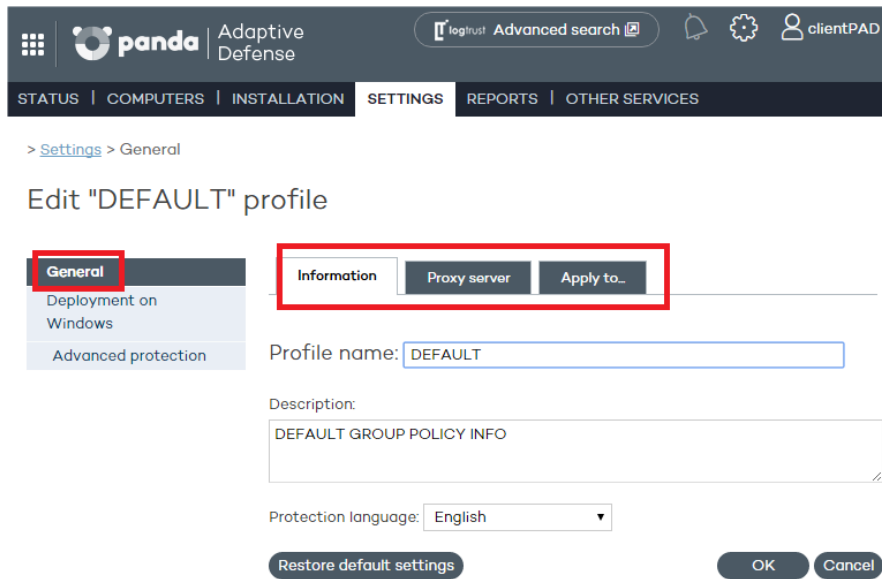 panda | Adaptive Defense
logtrust Advanced search
clientPAD
STATUS | COMPUTERS | INSTALLATION SETTINGS REPORTS | OTHER SERVICES
> Settings > General
Edit "DEFAULT" profile
General
Information
Proxy server
Apply to...
Deployment on
Windows
Advanced protection
Profile name: DEFAULT
Description:
DEFAULT GROUP POLICY INFO
Protection language: English
Restore default settings
OK
Cancel